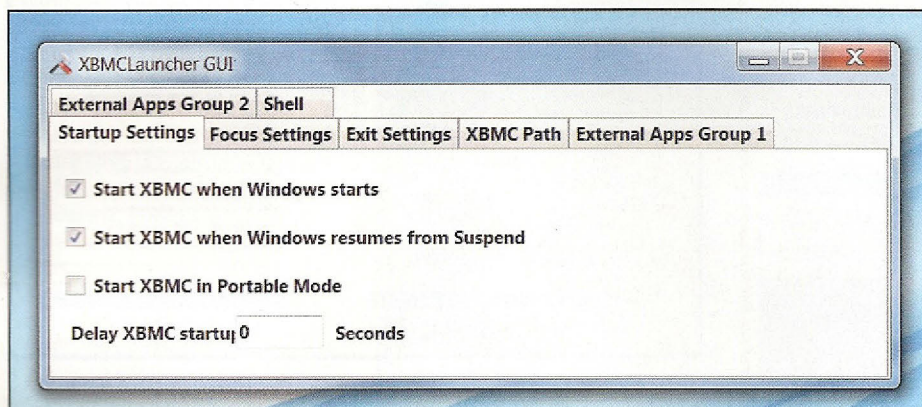 XBMCLauncher GUI
External Apps Group 2 Shell
Startup Settings Focus Settings Exit Settings XBMC Path External Apps Group 1
Start XBMC when Windows starts
Start XBMC when Windows resumes from Suspend
Start XBMC in Portable Mode
Delay XBMC startup 0 Seconds